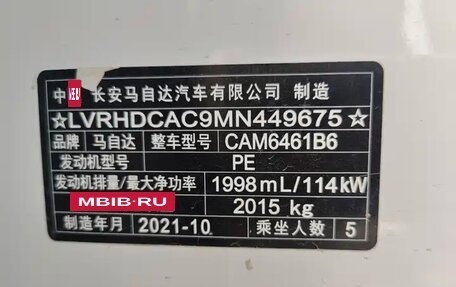 中 长安马自达汽车有限公司 制造
☆LVRHDCAC9MN449675☆
品牌 马自达 整车型号 CAM6461B6
发动机型号 PE
发动机排量/最大净功率 1998mL/114kW
MBIB.RU 2015 kg
制造年月 2021-10 乘坐人数 5